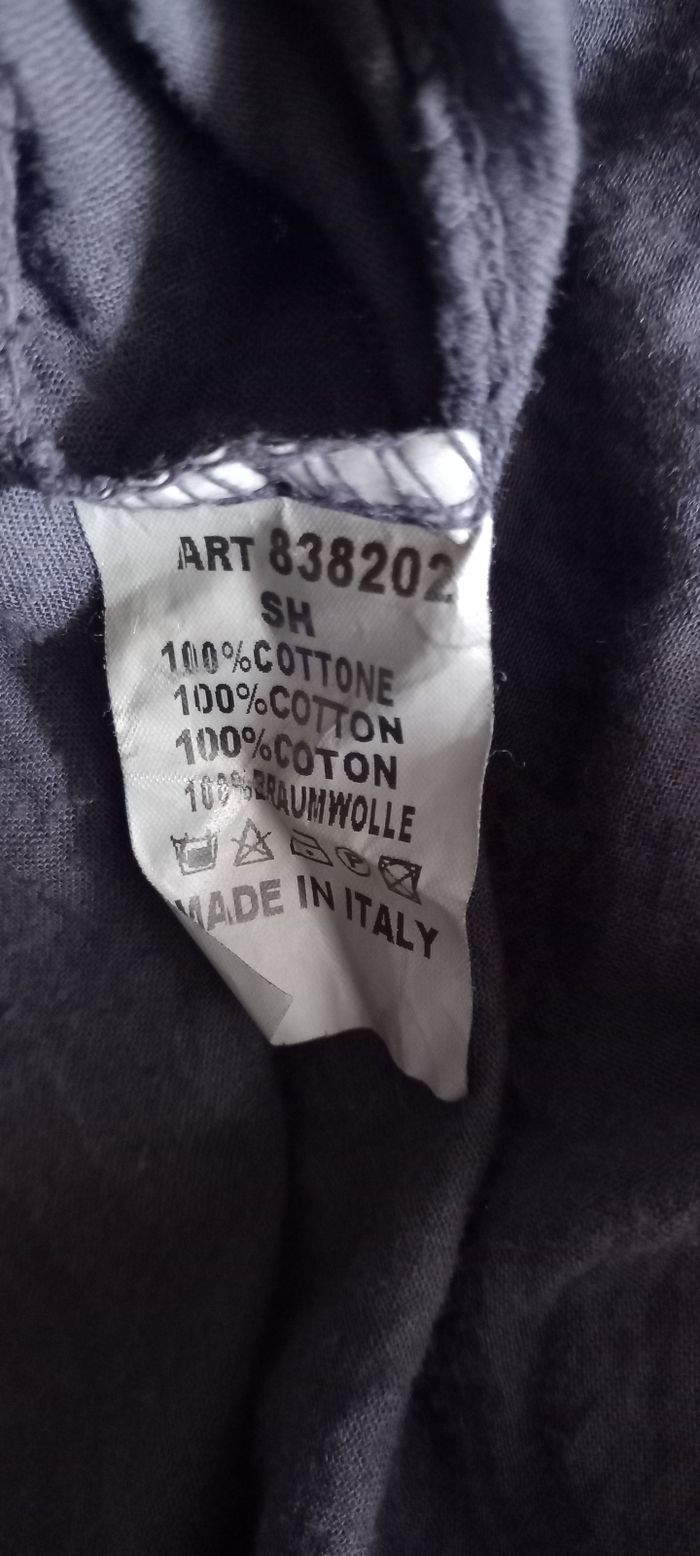 ART 838202
SH
100%COTTONE
100%COTTON
100%COTON
100%BRAUMWOLLE
MADE IN ITALY